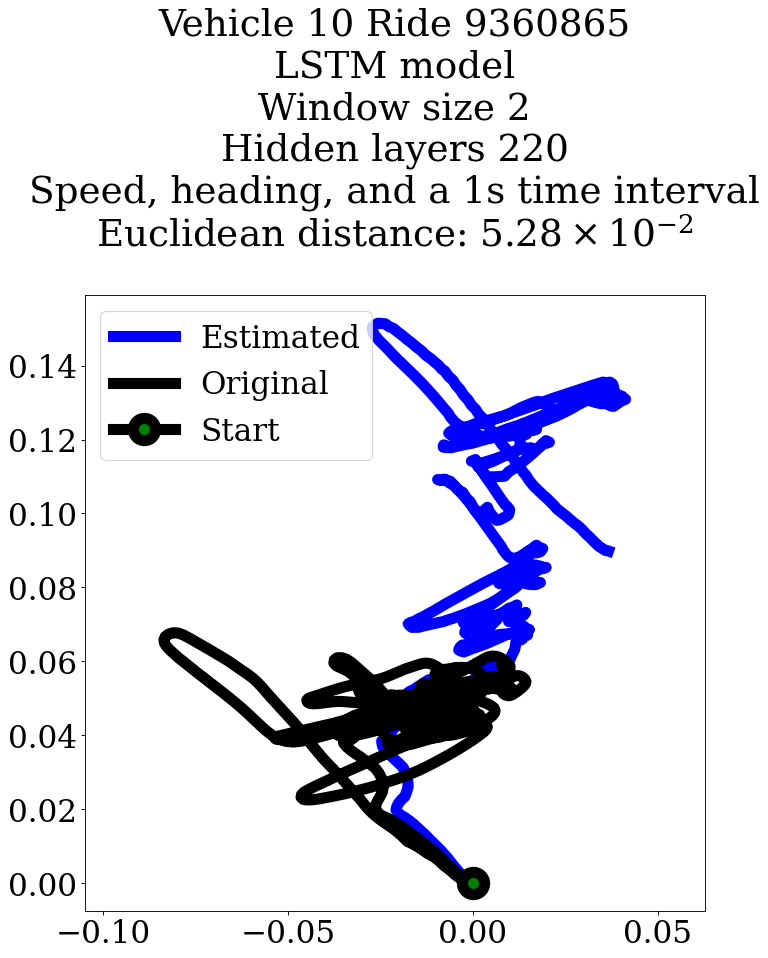 Vehicle 10 Ride 9360865
LSTM model
Window size 2
Hidden layers 220
Speed, heading, and a 1s time interval
Euclidean distance: 5.28 × 10⁻²
Estimated
Original
Start
0.14
0.12
0.10
0.08
0.06
0.04
0.02
0.00
−0.10 −0.05 0.00 0.05